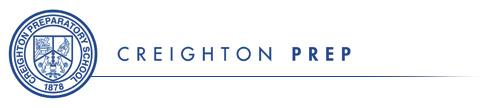 CREIGHTON PREPARATORY SCHOOL
1878
CREIGHTON PREP